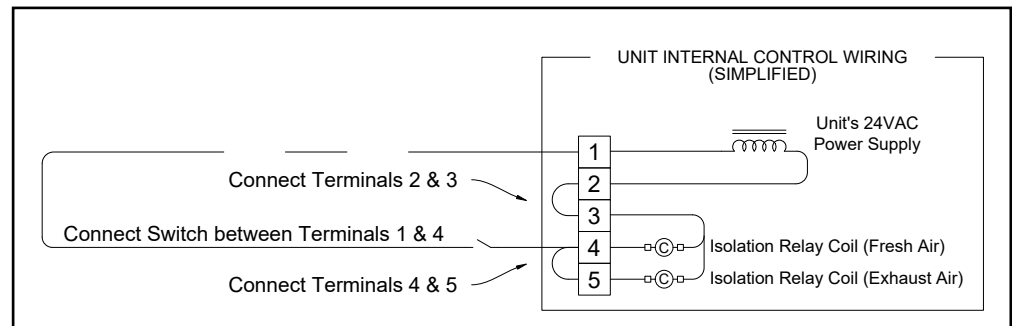 UNIT INTERNAL CONTROL WIRING
(SIMPLIFIED)
Unit's 24VAC
Power Supply
1
2
Connect Terminals 2 & 3
3
Connect Switch between Terminals 1 & 4
4
C
Isolation Relay Coil (Fresh Air)
Connect Terminals 4 & 5
5
C
Isolation Relay Coil (Exhaust Air)